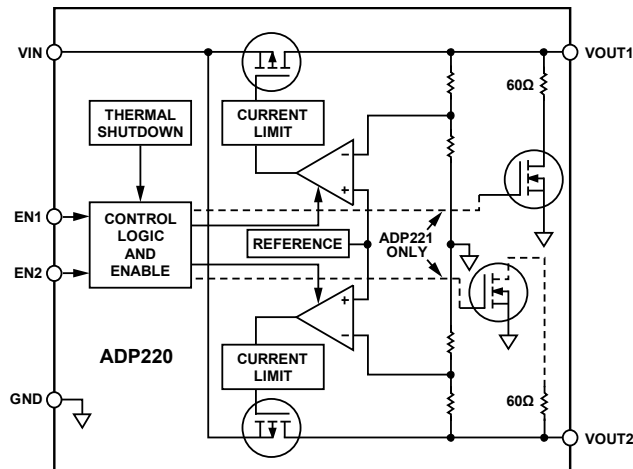 VIN
VOUT1
60Ω
THERMAL
SHUTDOWN
CURRENT
LIMIT
−
+
EN1
CONTROL
LOGIC
AND
ENABLE
REFERENCE
ADP221
ONLY
EN2
+
−
ADP220
CURRENT
LIMIT
GND
60Ω
VOUT2